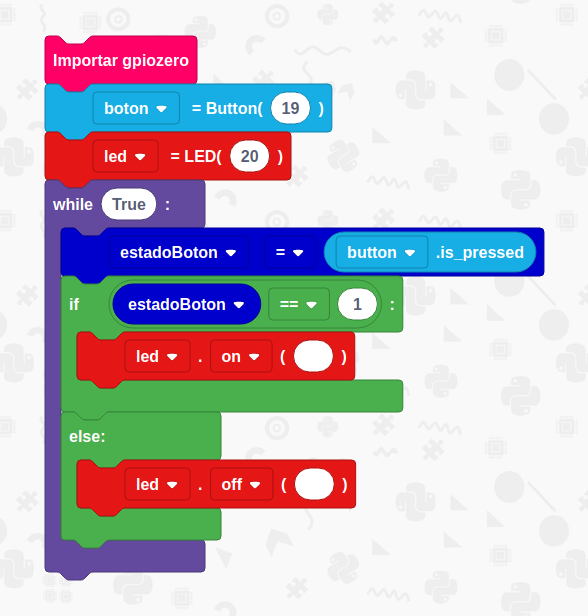 Importar gpiozero
boton = Button( 19 )
led = LED( 20 )
while True :
estadoBoton = button .is_pressed
if estadoBoton == 1 :
led . on ( )
else:
led . off ( )